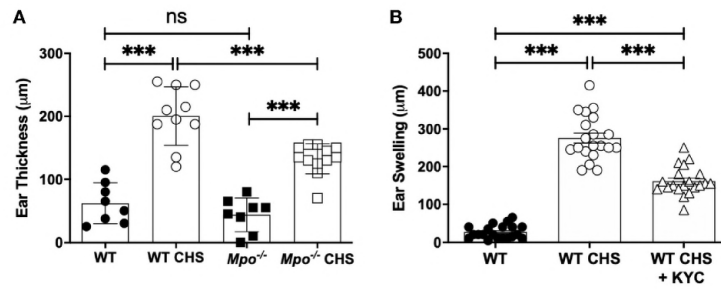 A
ns
***
***
***
Ear Thickness (μm)
300
200
100
0
WT
WT CHS
Mpo-/-
Mpo-/- CHS
B
***
***
***
Ear Swelling (μm)
500
400
300
200
100
0
WT
WT CHS
WT CHS
+ KYC